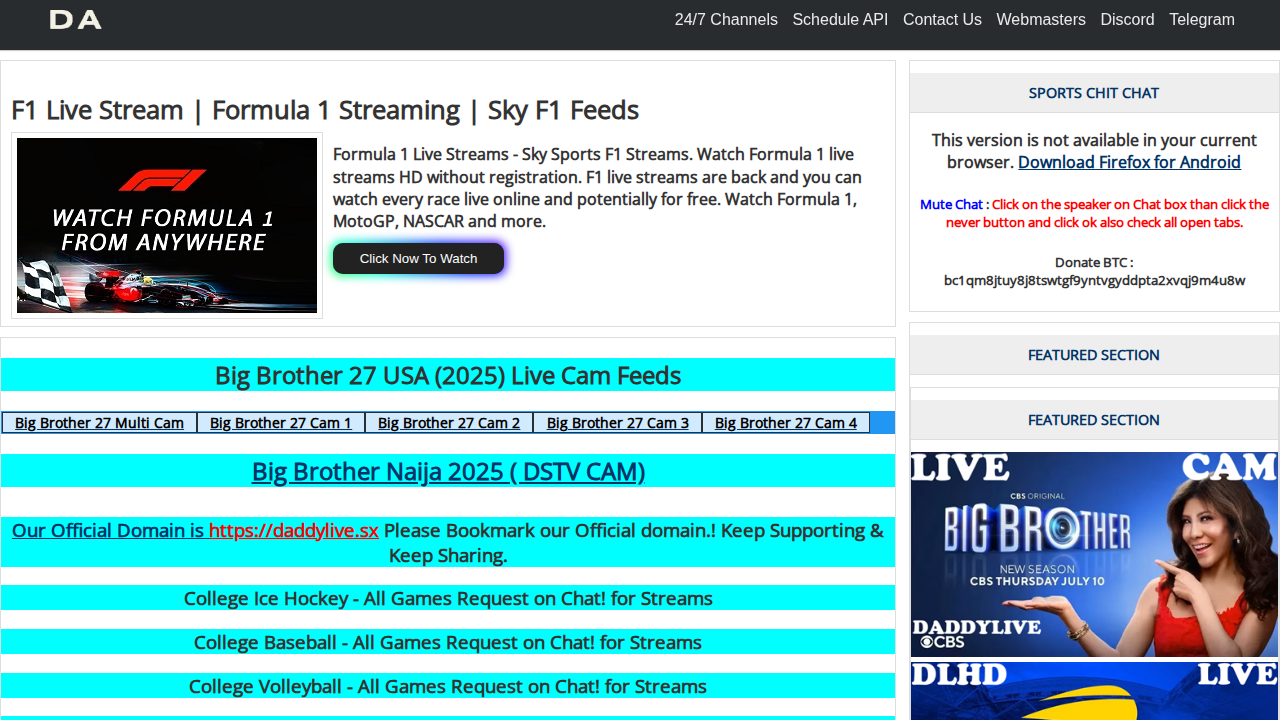 DA
24/7 Channels Schedule API Contact Us Webmasters Discord Telegram
F1 Live Stream | Formula 1 Streaming | Sky F1 Feeds
WATCH FORMULA 1
FROM ANYWHERE
Formula 1 Live Streams - Sky Sports F1 Streams. Watch Formula 1 live
streams HD without registration. F1 live streams are back and you can
watch every race live online and potentially for free. Watch Formula 1,
MotoGP, NASCAR and more.
Click Now To Watch
Big Brother 27 USA (2025) Live Cam Feeds
Big Brother 27 Multi Cam Big Brother 27 Cam 1 Big Brother 27 Cam 2 Big Brother 27 Cam 3 Big Brother 27 Cam 4
Big Brother Naija 2025 ( DSTV CAM)
Our Official Domain is https://daddylive.sx Please Bookmark our Official domain.! Keep Supporting &
Keep Sharing.
College Ice Hockey - All Games Request on Chat! for Streams
College Baseball - All Games Request on Chat! for Streams
College Volleyball - All Games Request on Chat! for Streams
SPORTS CHIT CHAT
This version is not available in your current
browser. Download Firefox for Android
Mute Chat : Click on the speaker on Chat box than click the
never button and click ok also check all open tabs.
Donate BTC :
bc1qm8jtuy8j8tswtgf9yntvgyddpta2xvqj9m4u8w
FEATURED SECTION
FEATURED SECTION
LIVE CAM
CBS ORIGINAL
BIG BROTHER
NEW SEASON
CBS THURSDAY JULY 10
DADDYLIVE
CBS
DLHD LIVE